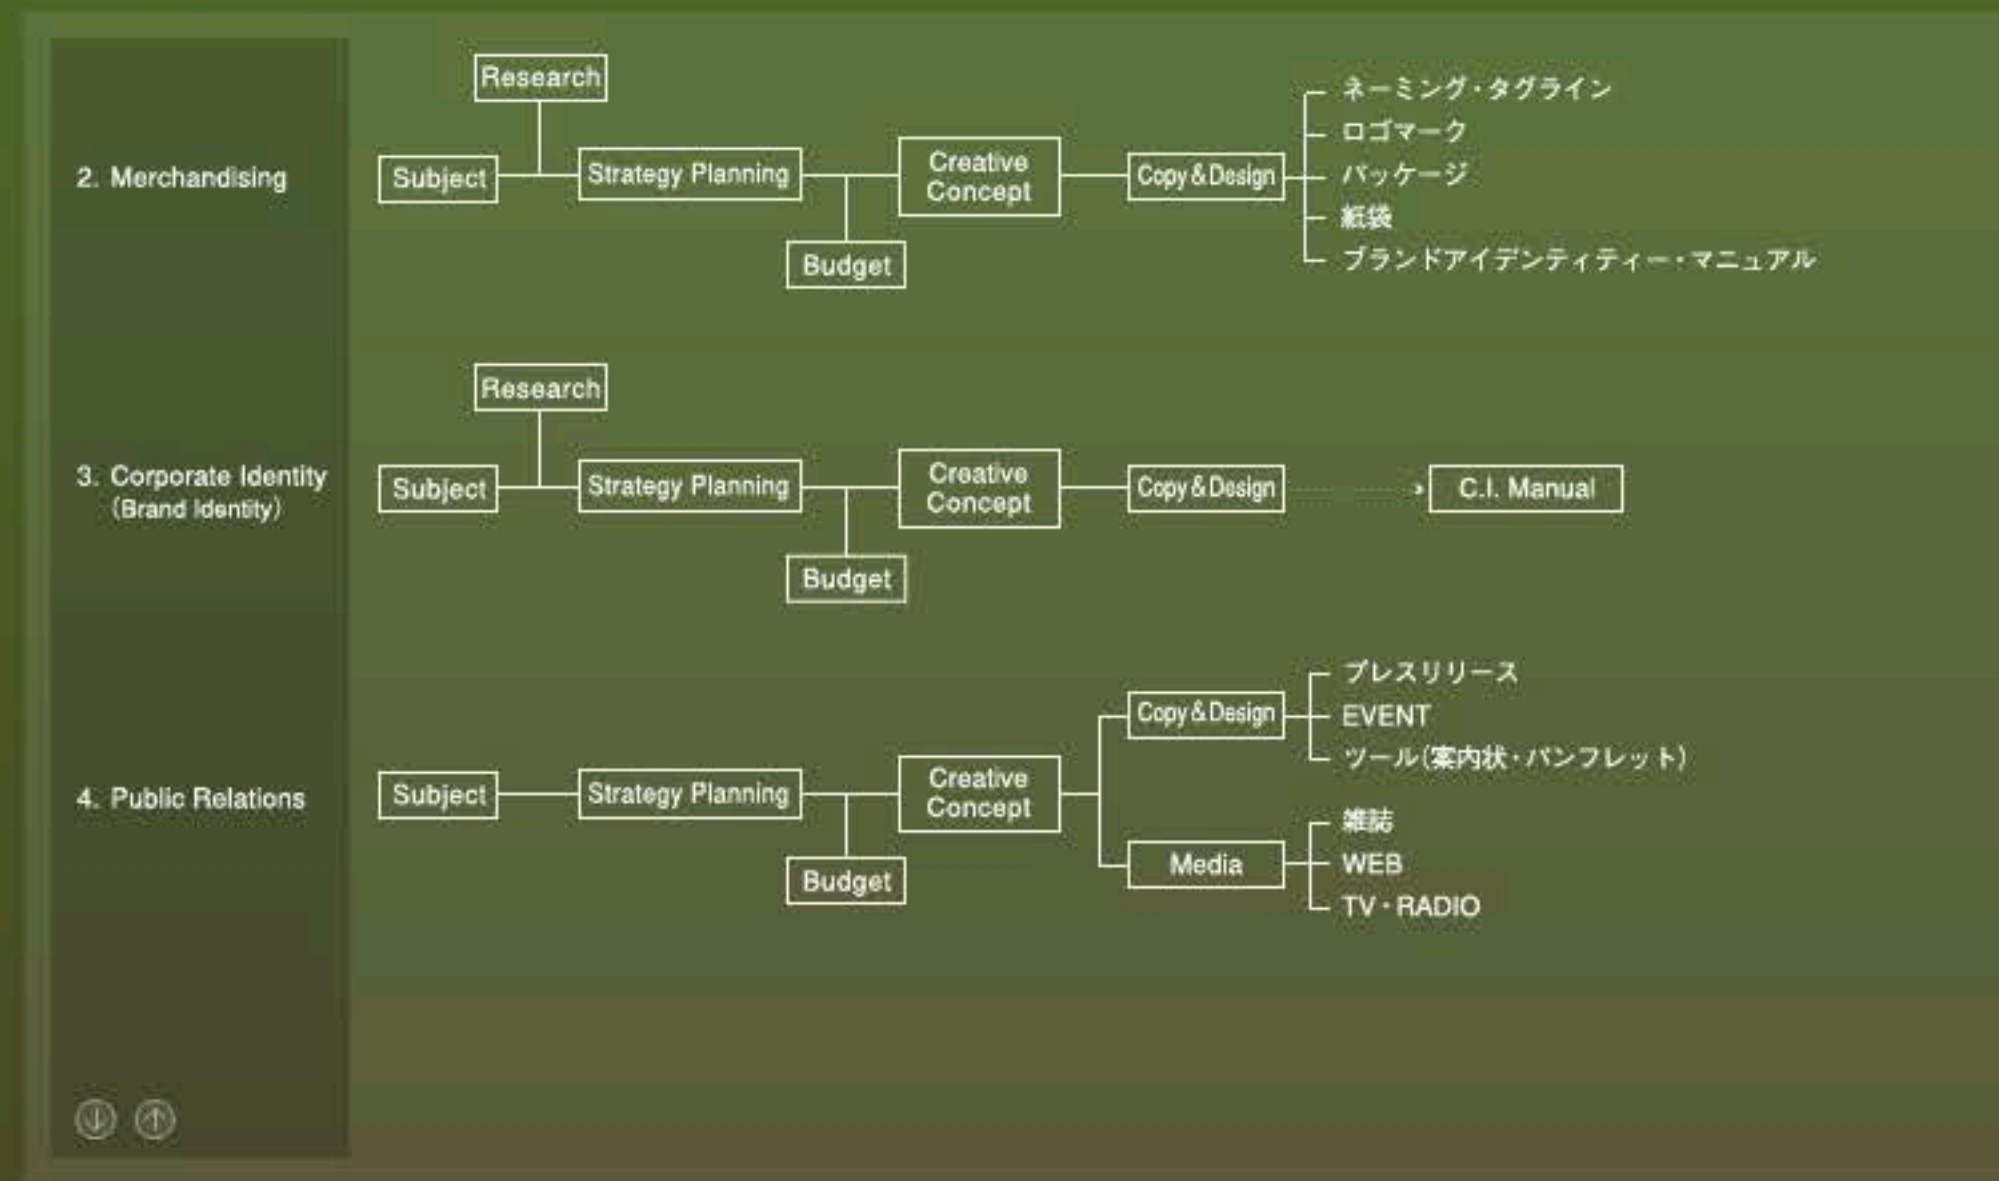 2. Merchandising
Research
Subject
Strategy Planning
Budget
Creative
Concept
Copy & Design
ネーミング・タグライン
ロゴマーク
パッケージ
紙袋
ブランドアイデンティティー・マニュアル
3. Corporate Identity
(Brand Identity)
Research
Subject
Strategy Planning
Budget
Creative
Concept
Copy & Design
C.I. Manual
4. Public Relations
Subject
Strategy Planning
Budget
Creative
Concept
Copy & Design
プレスリリース
EVENT
ツール(案内状・パンフレット)
Media
雑誌
WEB
TV・RADIO